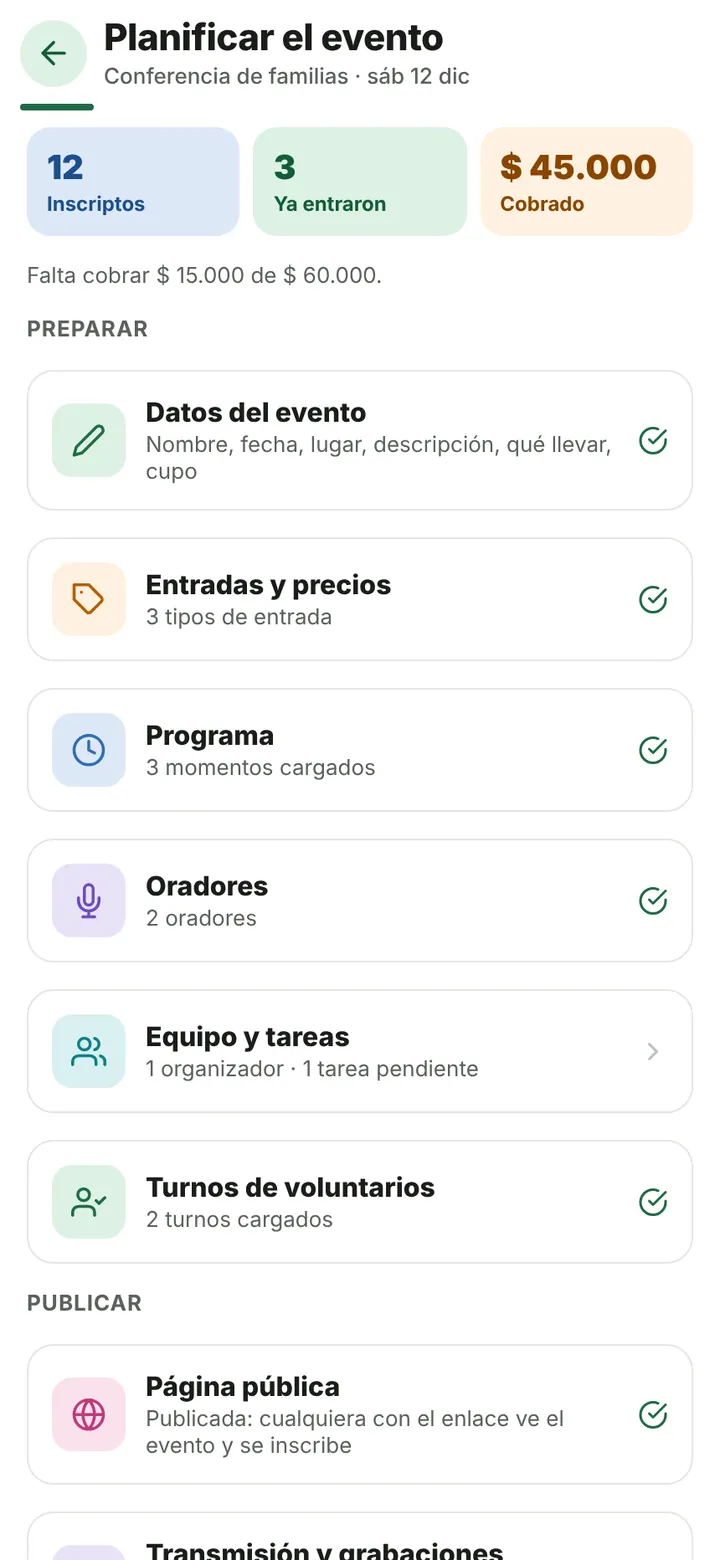 Planificar el evento
Conferencia de familias · sáb 12 dic
12
Inscriptos
3
Ya entraron
$ 45.000
Cobrado
Falta cobrar $ 15.000 de $ 60.000.
PREPARAR
Datos del evento
Nombre, fecha, lugar, descripción, qué llevar,
cupo
Entradas y precios
3 tipos de entrada
Programa
3 momentos cargados
Oradores
2 oradores
Equipo y tareas
1 organizador · 1 tarea pendiente
Turnos de voluntarios
2 turnos cargados
PUBLICAR
Página pública
Publicada: cualquiera con el enlace ve el
evento y se inscribe
Transmisión y grabaciones